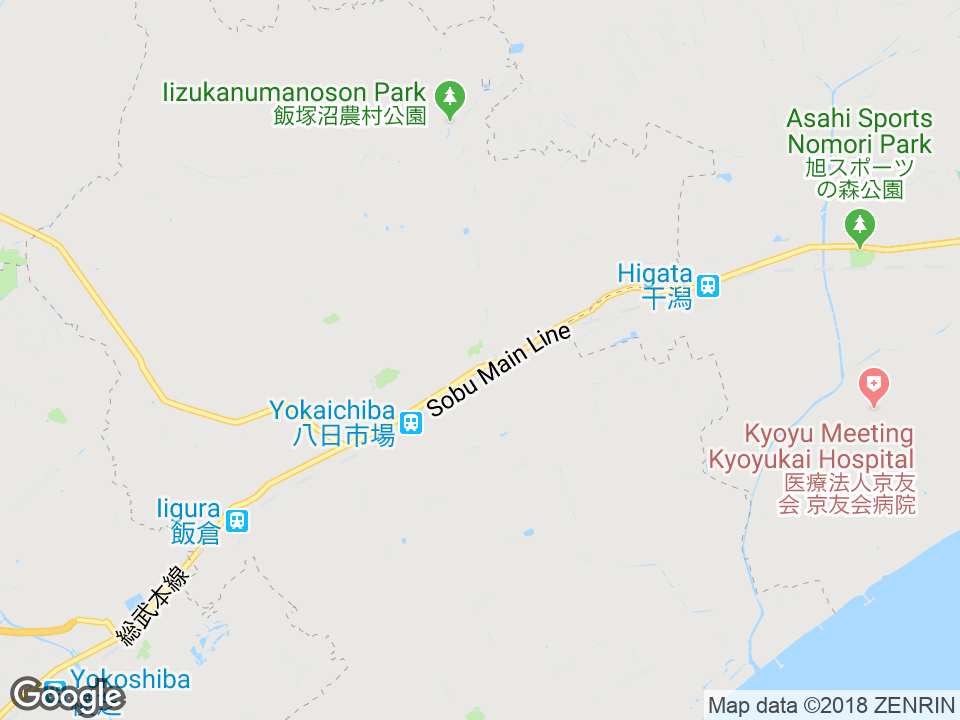 Iizukanumanoson Park
飯塚沼農村公園
Asahi Sports
Nomori Park
旭スポーツ
の森公園
Higata
干潟
Sobu Main Line
Yokaichiba
八日市場
Kyoyu Meeting
Kyoyukai Hospital
医療法人京友
会 京友会病院
Iigura
飯倉
総武本線
Yokoshiba
Google
Map data ©2018 ZENRIN